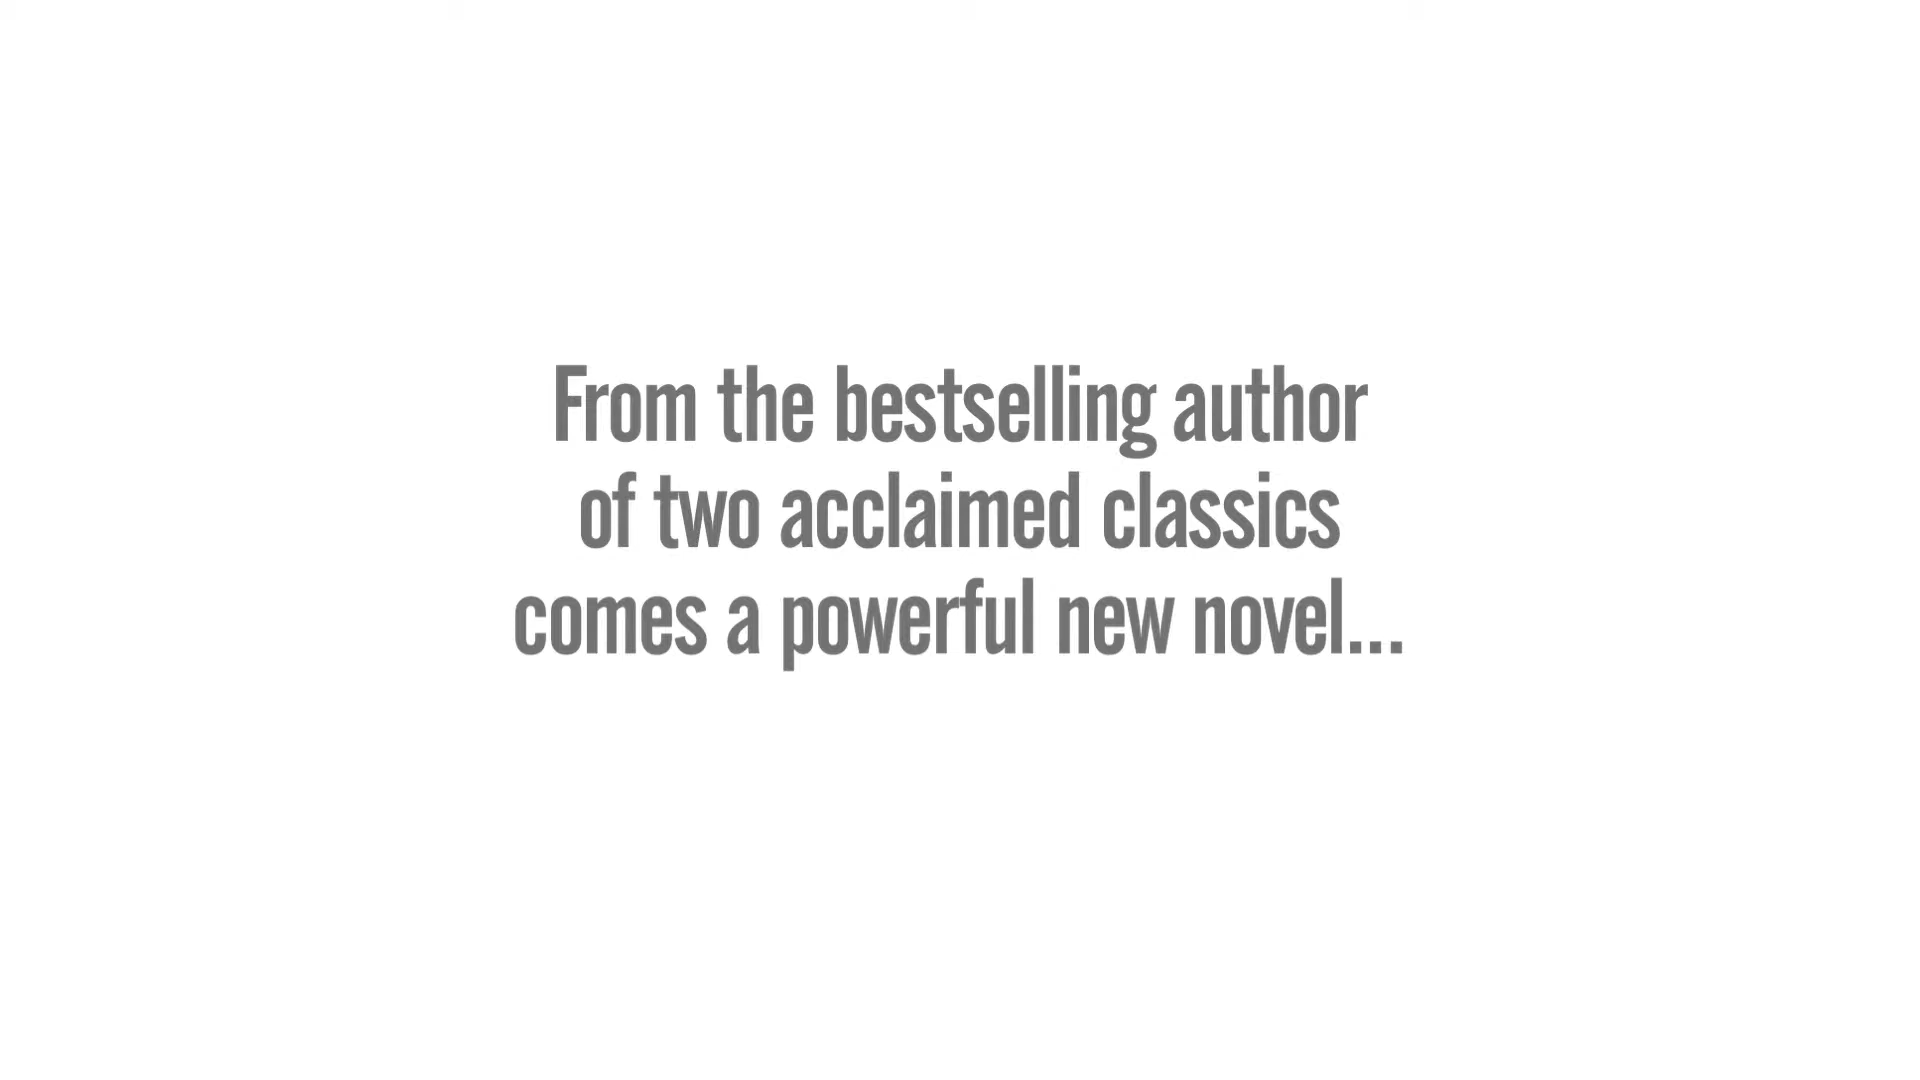 From the bestselling author
of two acclaimed classics
comes a powerful new novel...